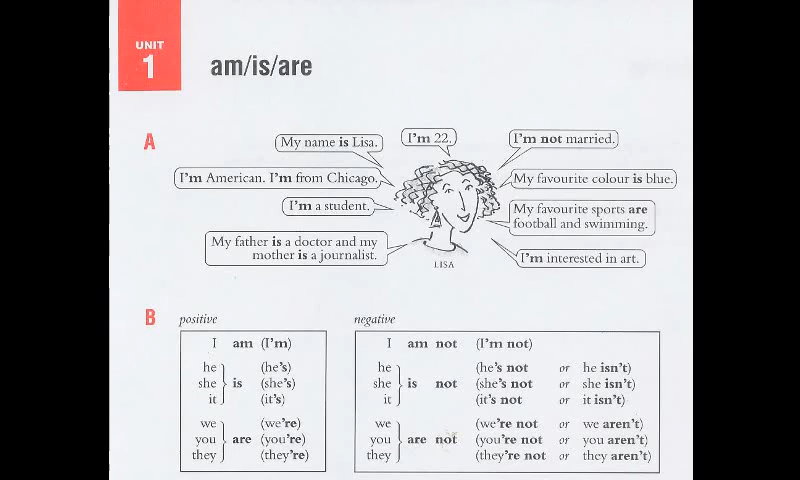 UNIT
1
am/is/are
A
My name is Lisa.
I'm 22.
I'm not married.
I'm American. I'm from Chicago.
My favourite colour is blue.
I'm a student.
My favourite sports are
football and swimming.
My father is a doctor and my
mother is a journalist.
I'm interested in art.
LISA
B
positive
I am (I'm)
he (he's)
she is (she's)
it (it's)
we (we're)
you are (you're)
they (they're)
negative
I am not (I'm not)
he (he's not or he isn't)
she is not (she's not or she isn't)
it (it's not or it isn't)
we (we're not or we aren't)
you are not (you're not or you aren't)
they (they're not or they aren't)